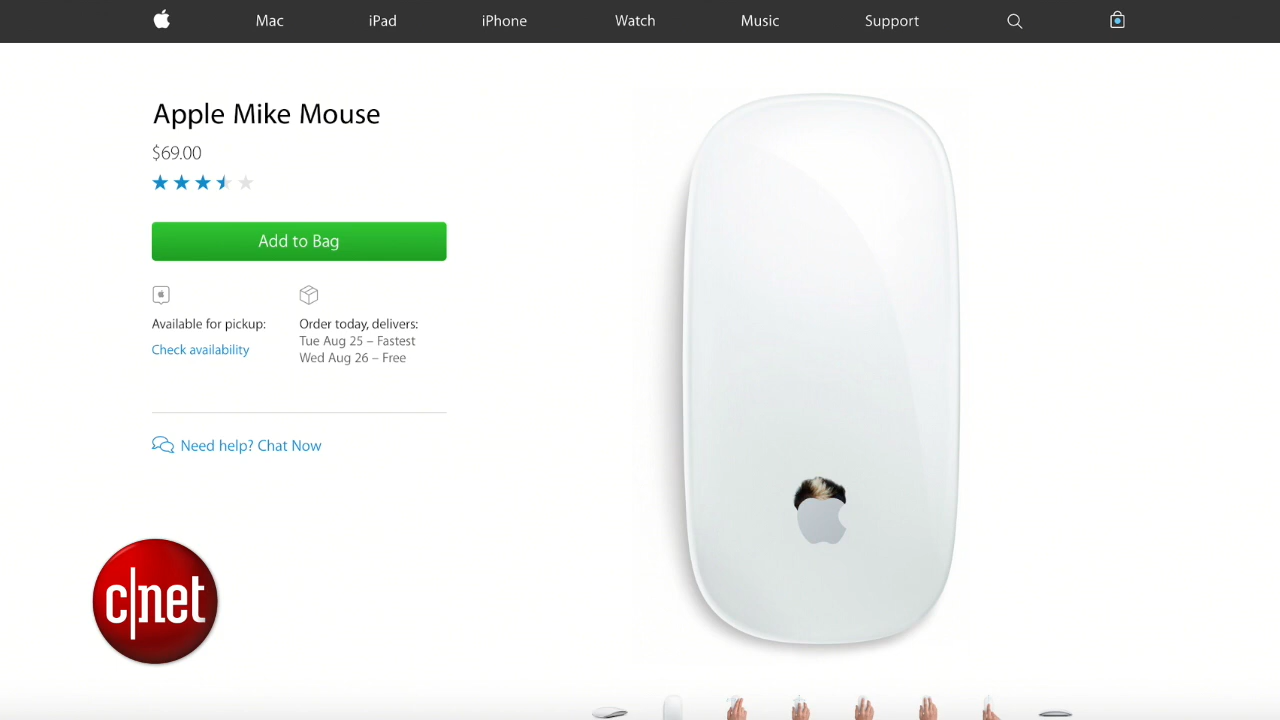 Mac iPad iPhone Watch Music Support
Apple Mike Mouse
$69.00
Add to Bag
Available for pickup:
Check availability
Order today, delivers:
Tue Aug 25 – Fastest
Wed Aug 26 – Free
Need help? Chat Now
c|net